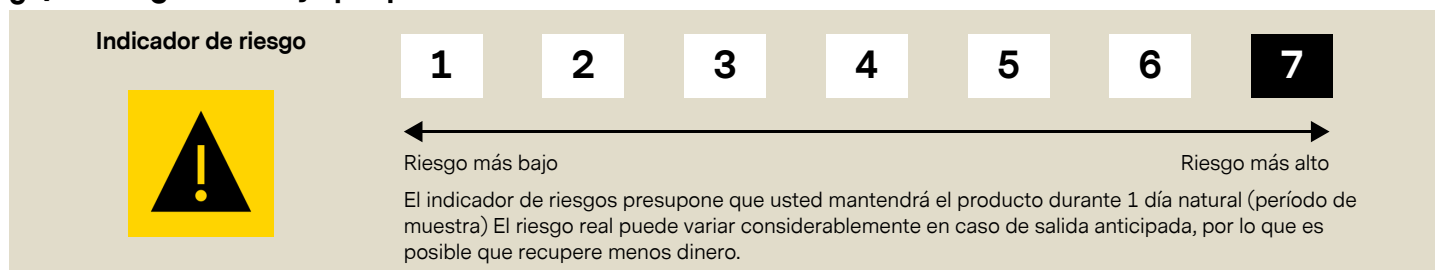 Indicador de riesgo
1 2 3 4 5 6 7
Riesgo más bajo Riesgo más alto
El indicador de riesgos presupone que usted mantendrá el producto durante 1 día natural (período de
muestra) El riesgo real puede variar considerablemente en caso de salida anticipada, por lo que es
posible que recupere menos dinero.